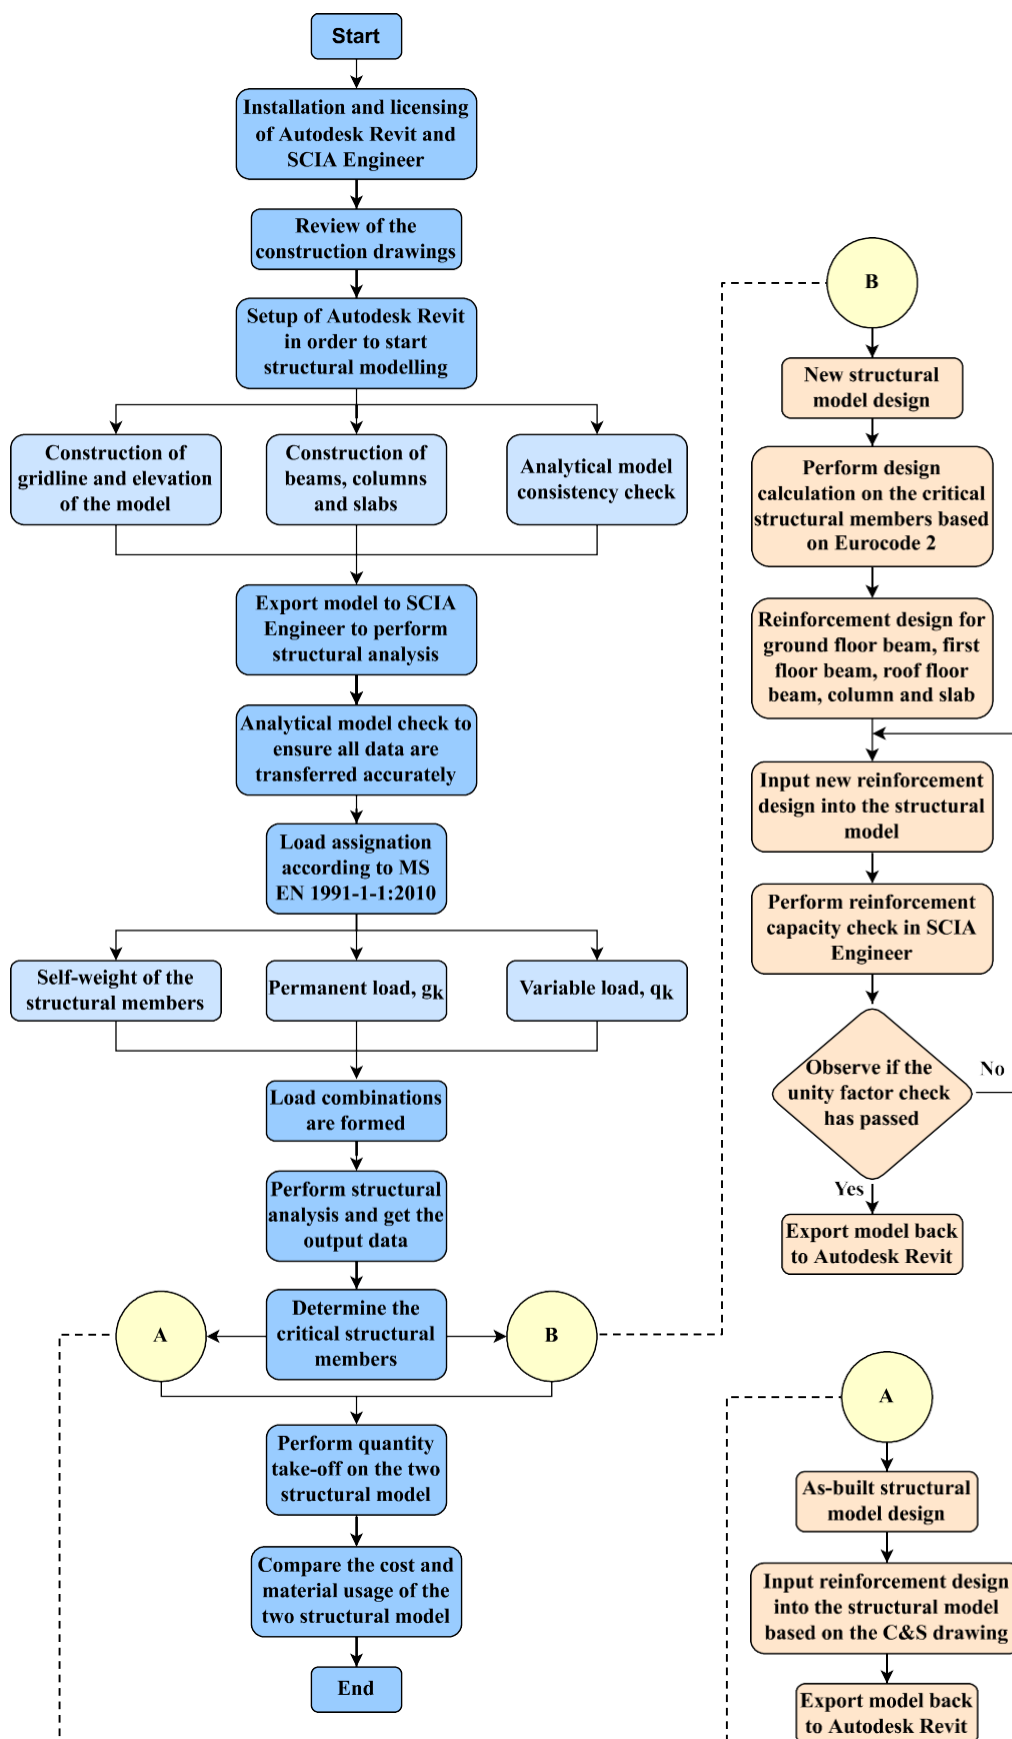 Start
Installation and licensing
of Autodesk Revit and
SCIA Engineer
Review of the
construction drawings
Setup of Autodesk Revit
in order to start
structural modelling
Construction of
gridline and elevation
of the model
Construction of
beams, columns
and slabs
Analytical model
consistency check
Export model to SCIA
Engineer to perform
structural analysis
Analytical model check to
ensure all data are
transferred accurately
Load assignation
according to MS
EN 1991-1-1:2010
Self-weight of the
structural members
Permanent load, gk
Variable load, qk
Load combinations
are formed
Perform structural
analysis and get the
output data
Determine the
critical structural
members
A
B
Perform quantity
take-off on the two
structural model
Compare the cost and
material usage of the
two structural model
End
B
New structural
model design
Perform design
calculation on the critical
structural members based
on Eurocode 2
Reinforcement design for
ground floor beam, first
floor beam, roof floor
beam, column and slab
Input new reinforcement
design into the structural
model
Perform reinforcement
capacity check in SCIA
Engineer
Observe if the
unity factor check
has passed
No
Yes
Export model back
to Autodesk Revit
A
As-built structural
model design
Input reinforcement design
into the structural model
based on the C&S drawing
Export model back
to Autodesk Revit